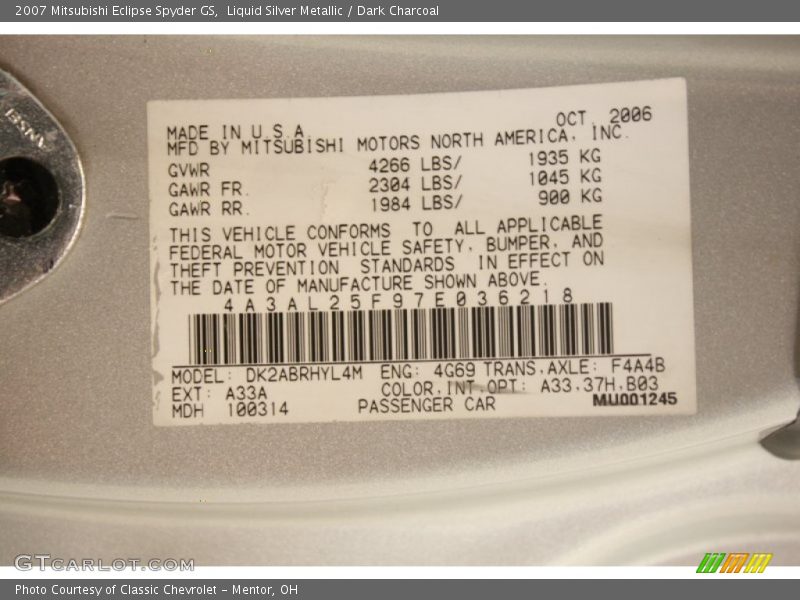 2007 Mitsubishi Eclipse Spyder GS,  Liquid Silver Metallic / Dark Charcoal
OCT. 2006
MADE IN U.S.A.
MFD BY MITSUBISHI MOTORS NORTH AMERICA, INC.
GVWR 4266 LBS/ 1935 KG
GAWR FR. 2304 LBS/ 1045 KG
GAWR RR. 1984 LBS/ 900 KG
THIS VEHICLE CONFORMS TO ALL APPLICABLE
FEDERAL MOTOR VEHICLE SAFETY, BUMPER, AND
THEFT PREVENTION STANDARDS IN EFFECT ON
THE DATE OF MANUFACTURE SHOWN ABOVE.
4A3AL25F97E036218
MODEL: DK2ABRHYL4M ENG: 4G69 TRANS.AXLE: F4A4B
EXT: A33A COLOR.INT.OPT: A33.37H.B03
MDH 100314 PASSENGER CAR MU001245
GTCARLOT.COM
Photo Courtesy of Classic Chevrolet - Mentor, OH